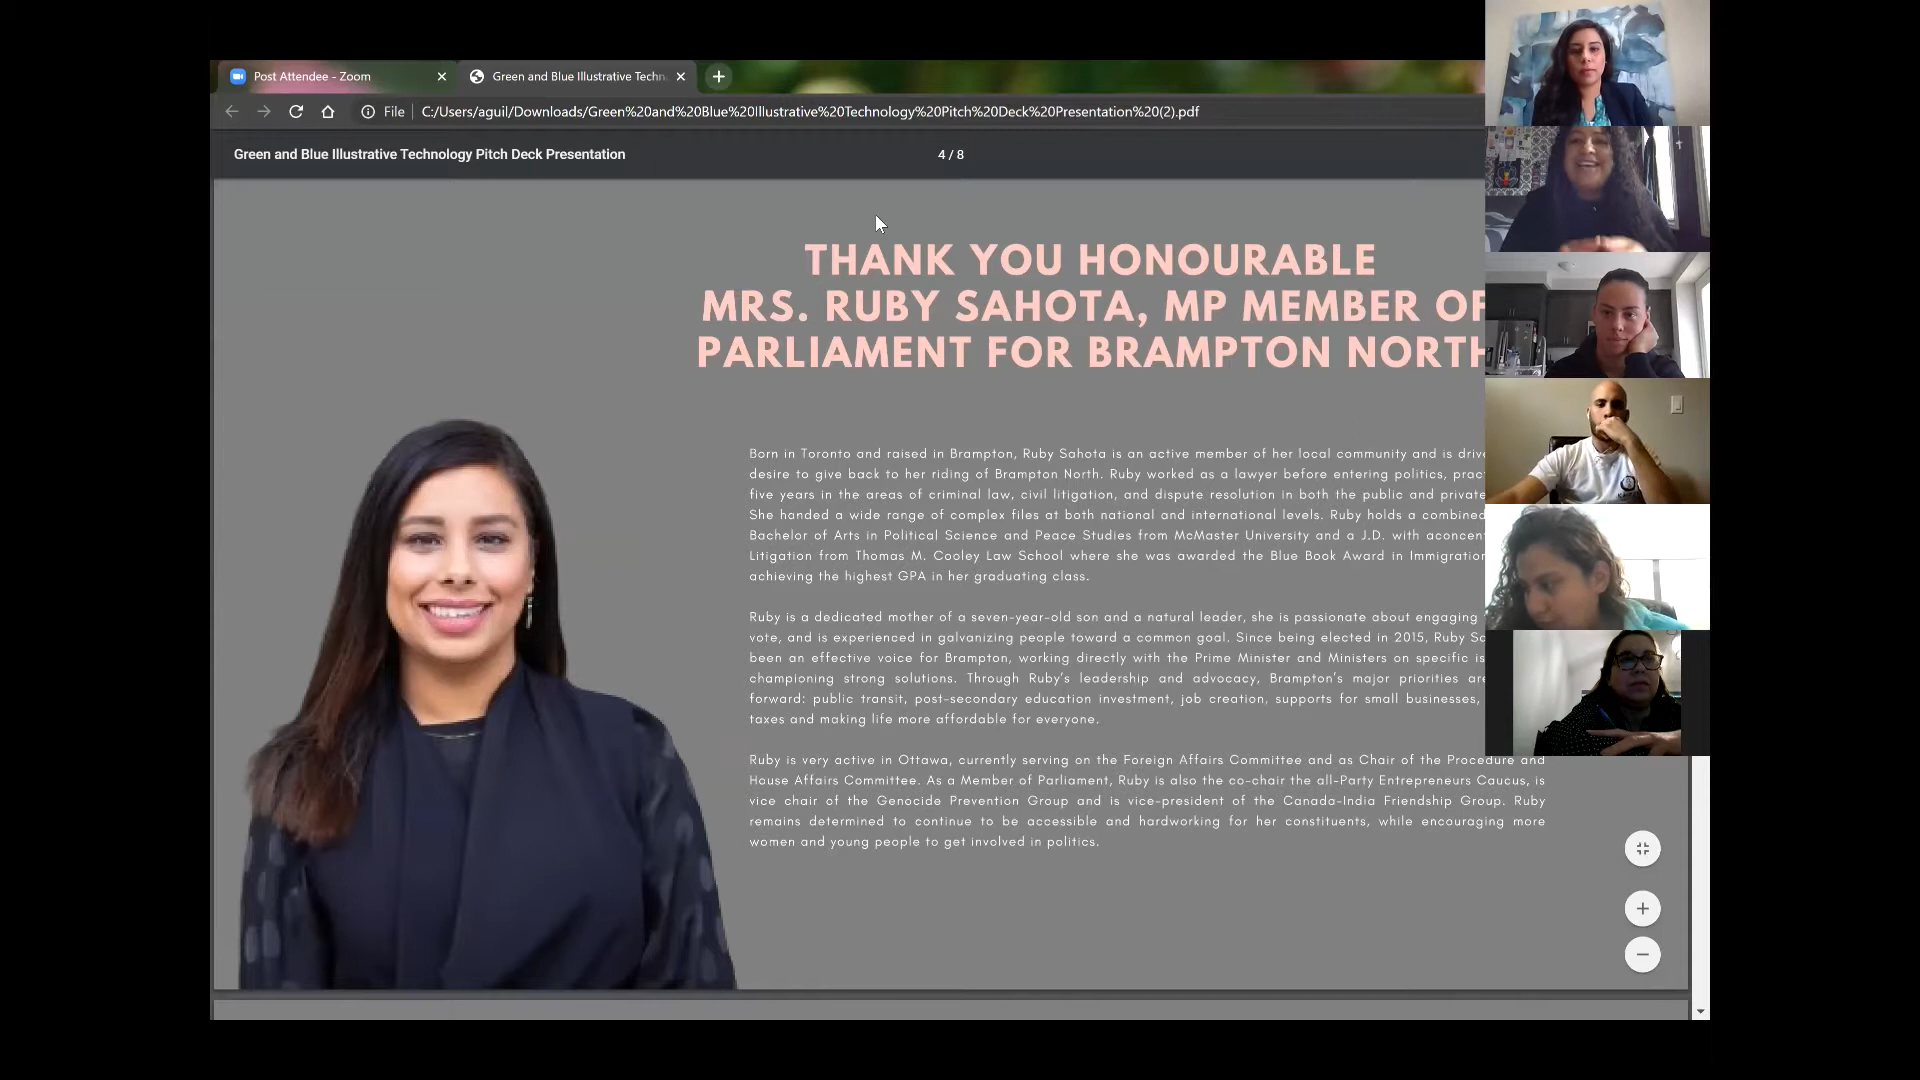 Post Attendee - Zoom
Green and Blue Illustrative Techn
File
C:/Users/aguil/Downloads/Green%20and%20Blue%20Illustrative%20Technology%20Pitch%20Deck%20Presentation%20(2).pdf
Green and Blue Illustrative Technology Pitch Deck Presentation
4 / 8
THANK YOU HONOURABLE
MRS. RUBY SAHOTA, MP MEMBER OF
PARLIAMENT FOR BRAMPTON NORTH
Born in Toronto and raised in Brampton, Ruby Sahota is an active member of her local community and is
desire to give back to her riding of Brampton North. Ruby worked as a lawyer before entering politics,
five years in the areas of criminal law, civil litigation, and dispute resolution in both the public and private
She handed a wide range of complex files at both national and international levels. Ruby holds a combined
Bachelor of Arts in Political Science and Peace Studies from McMaster University and a J.D. with
Litigation from Thomas M. Cooley Law School where she was awarded the Blue Book Award in Immigration
achieving the highest GPA in her graduating class.
Ruby is a dedicated mother of a seven-year-old son and a natural leader, she is passionate about engaging
vote, and is experienced in galvanizing people toward a common goal. Since being elected in 2015, Ruby
been an effective voice for Brampton, working directly with the Prime Minister and Ministers on specific
championing strong solutions. Through Ruby's leadership and advocacy, Brampton's major priorities are
forward: public transit, post-secondary education investment, job creation, supports for small businesses,
taxes and making life more affordable for everyone.
Ruby is very active in Ottawa, currently serving on the Foreign Affairs Committee and as Chair of the Procedure and
House Affairs Committee. As a Member of Parliament, Ruby is also the co-chair the all-Party Entrepreneurs Caucus, is
vice chair of the Genocide Prevention Group and is vice-president of the Canada-India Friendship Group. Ruby
remains determined to continue to be accessible and hardworking for her constituents, while encouraging more
women and young people to get involved in politics.